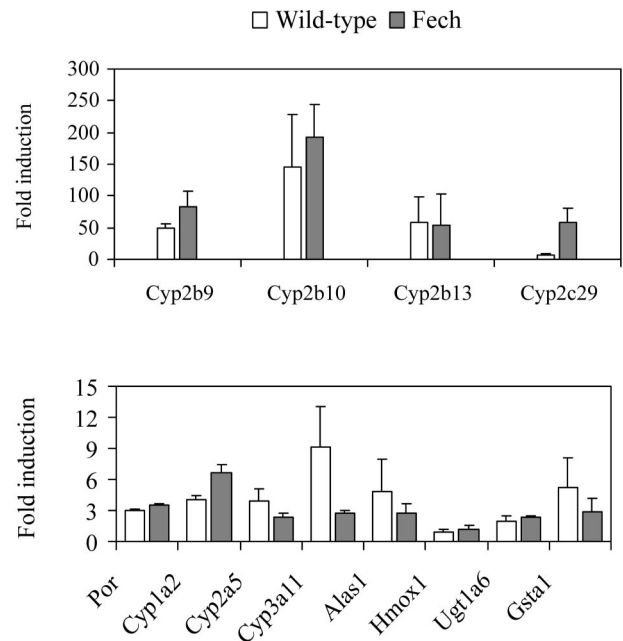 Wild-type Fech
300
250
200
150
100
50
0
Fold induction
Cyp2b9 Cyp2b10 Cyp2b13 Cyp2c29
15
12
9
6
3
0
Fold induction
Por Cyp1a2 Cyp2a5 Cyp3a11 Alas1 Hmox1 Ugt1a6 Gsta1